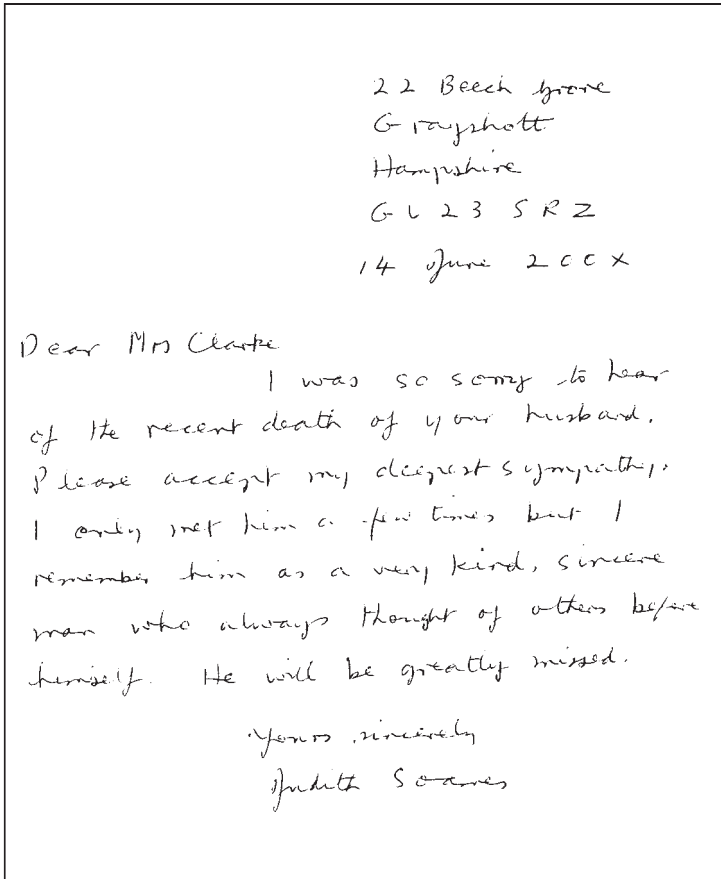 22 Beech Grove
Grayshott
Hampshire
GL23 5RZ
14 June 200X
Dear Mrs Clarke
I was so sorry to hear
of the recent death of your husband.
Please accept my deepest sympathy.
I only met him a few times but I
remember him as a very kind, sincere
man who always thought of others before
himself. He will be greatly missed.
Yours sincerely
Judith Soames